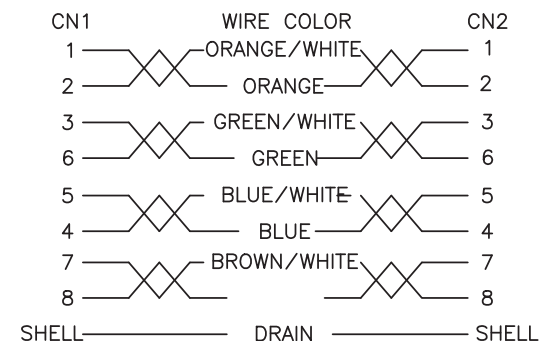 CN1 WIRE COLOR CN2
1 ORANGE/WHITE 1
2 ORANGE 2
3 GREEN/WHITE 3
6 GREEN 6
5 BLUE/WHITE 5
4 BLUE 4
7 BROWN/WHITE 7
8 8
SHELL DRAIN SHELL